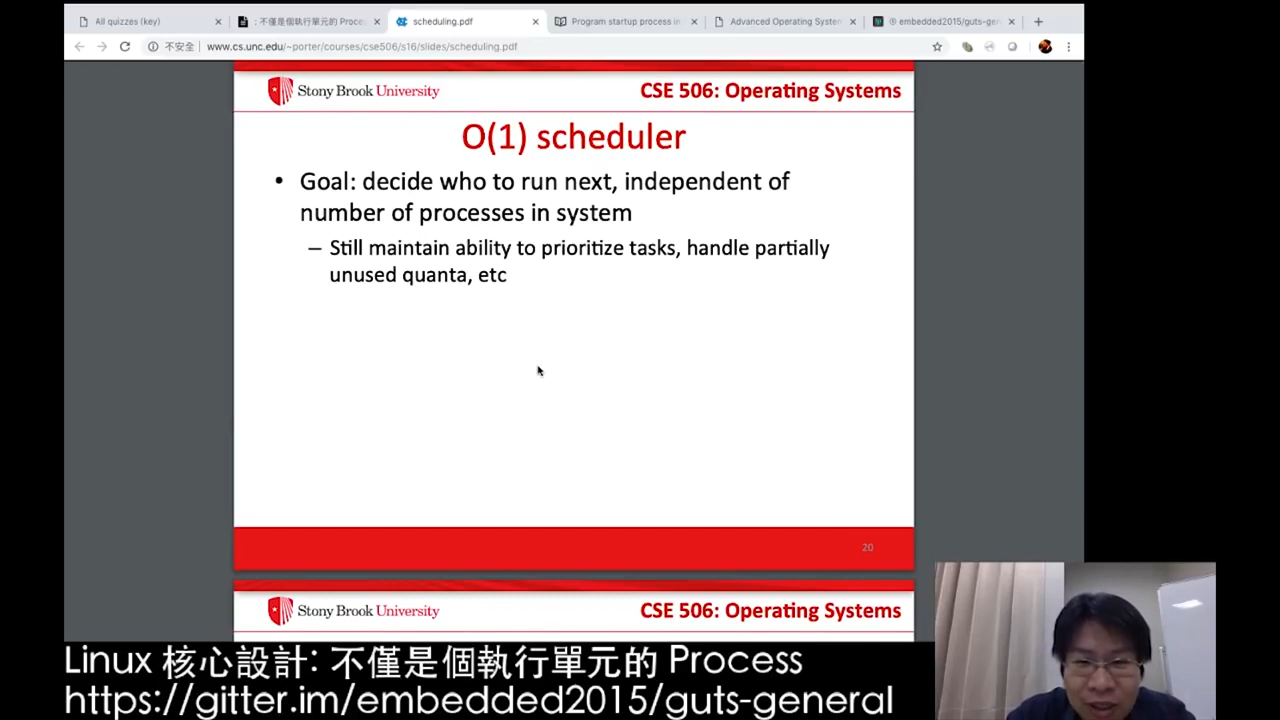 All quizzes (key)
: 不僅是個執行單元的 Proces
scheduling.pdf
Program startup process in
Advanced Operating System
embedded2015/guts-gen
不安全
www.cs.unc.edu/~porter/courses/cse506/s16/slides/scheduling.pdf
Stony Brook University
CSE 506: Operating Systems
O(1) scheduler
• Goal: decide who to run next, independent of
number of processes in system
– Still maintain ability to prioritize tasks, handle partially
unused quanta, etc
20
Stony Brook University
CSE 506: Operating Systems
Linux 核心設計: 不僅是個執行單元的 Process
https://gitter.im/embedded2015/guts-general